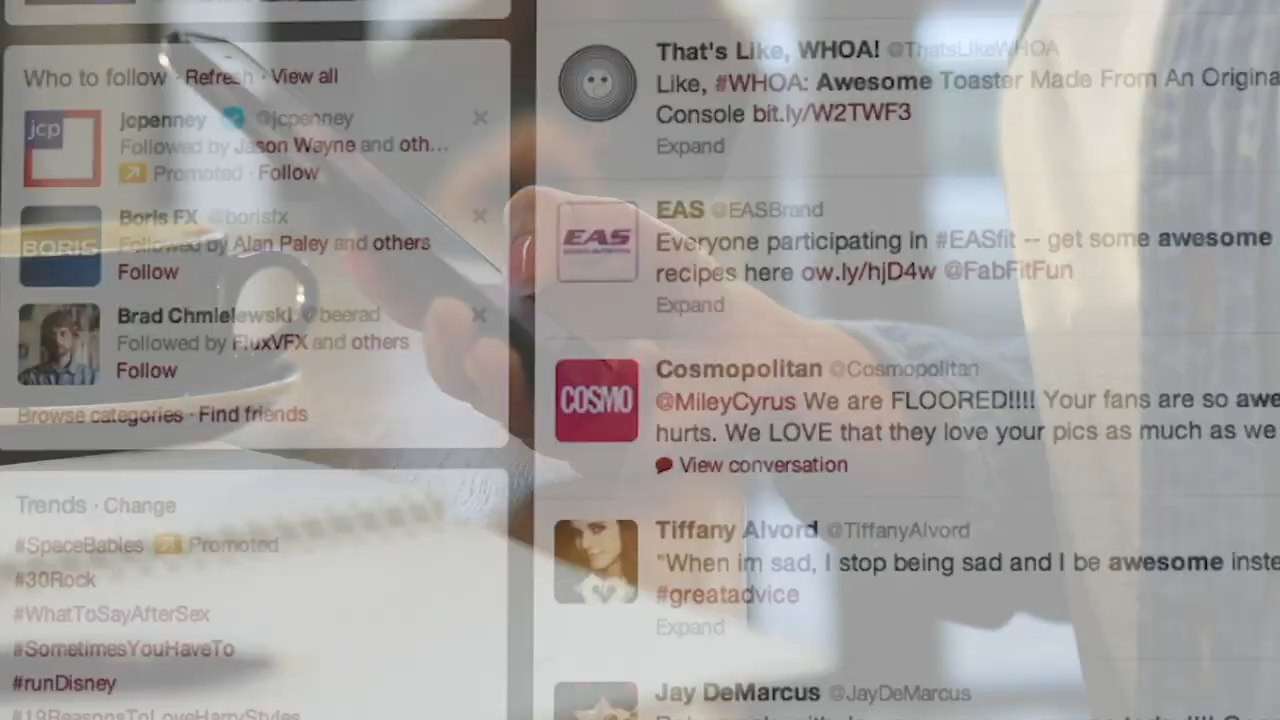 Who to follow · Refresh · View all
jcp
jcpenney @jcpenney
Followed by Jason Wayne and oth...
Promoted · Follow
BORIS
Boris FX @borisfx
Followed by Alan Paley and others
Follow
Brad Chmielewski @beerad
Followed by FluxVFX and others
Follow
Browse categories · Find friends
Trends · Change
#SpaceBabies Promoted
#30Rock
#WhatToSayAfterSex
#SometimesYouHaveTo
#runDisney
#19ReasonsToLoveHarryStyles
That's Like, WHOA! @ThatsLikeWHOA
Like, #WHOA: Awesome Toaster Made From An Origina
Console bit.ly/W2TWF3
Expand
EAS
EAS @EASBrand
Everyone participating in #EASfit -- get some awesome
recipes here ow.ly/hjD4w @FabFitFun
Expand
COSMO
Cosmopolitan @Cosmopolitan
@MileyCyrus We are FLOORED!!!! Your fans are so awe
hurts. We LOVE that they love your pics as much as we
View conversation
Tiffany Alvord @TiffanyAlvord
"When im sad, I stop being sad and I be awesome inste
#greatadvice
Expand
Jay DeMarcus @JayDeMarcus